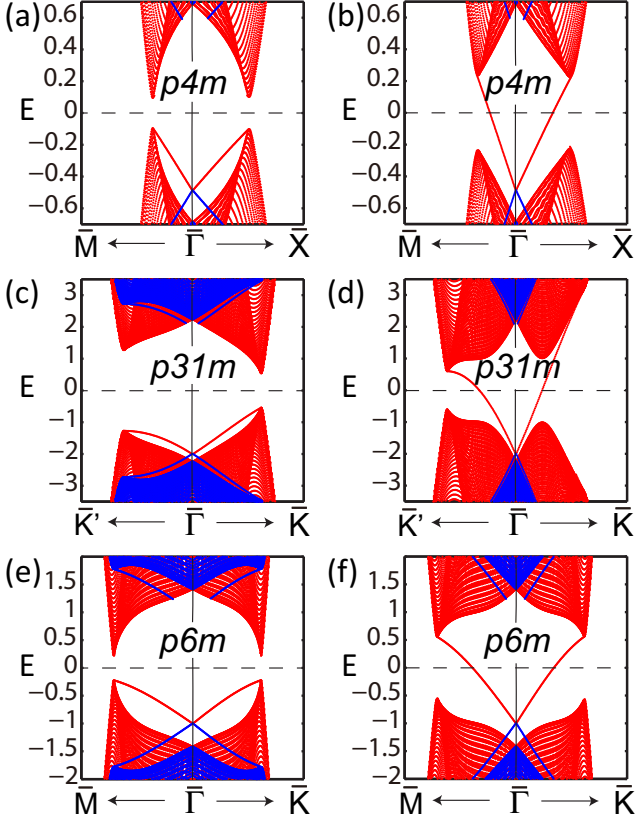 (a) (b)
0.6 0.6
0.4 0.4
0.2 p4m 0.2 p4m
E 0 E 0
−0.2 −0.2
−0.4 −0.4
−0.6 −0.6
M̄ ← Γ̄ → X̄ M̄ ← Γ̄ → X̄
(c) (d)
3 3
2 2
1 p31m 1 p31m
E 0 E 0
−1 −1
−2 −2
−3 −3
K̄' ← Γ̄ → K̄ K̄' ← Γ̄ → K̄
(e) (f)
1.5 1.5
1 1
0.5 p6m 0.5 p6m
E 0 E 0
−0.5 −0.5
−1 −1
−1.5 −1.5
−2 −2
M̄ ← Γ̄ → K̄ M̄ ← Γ̄ → K̄